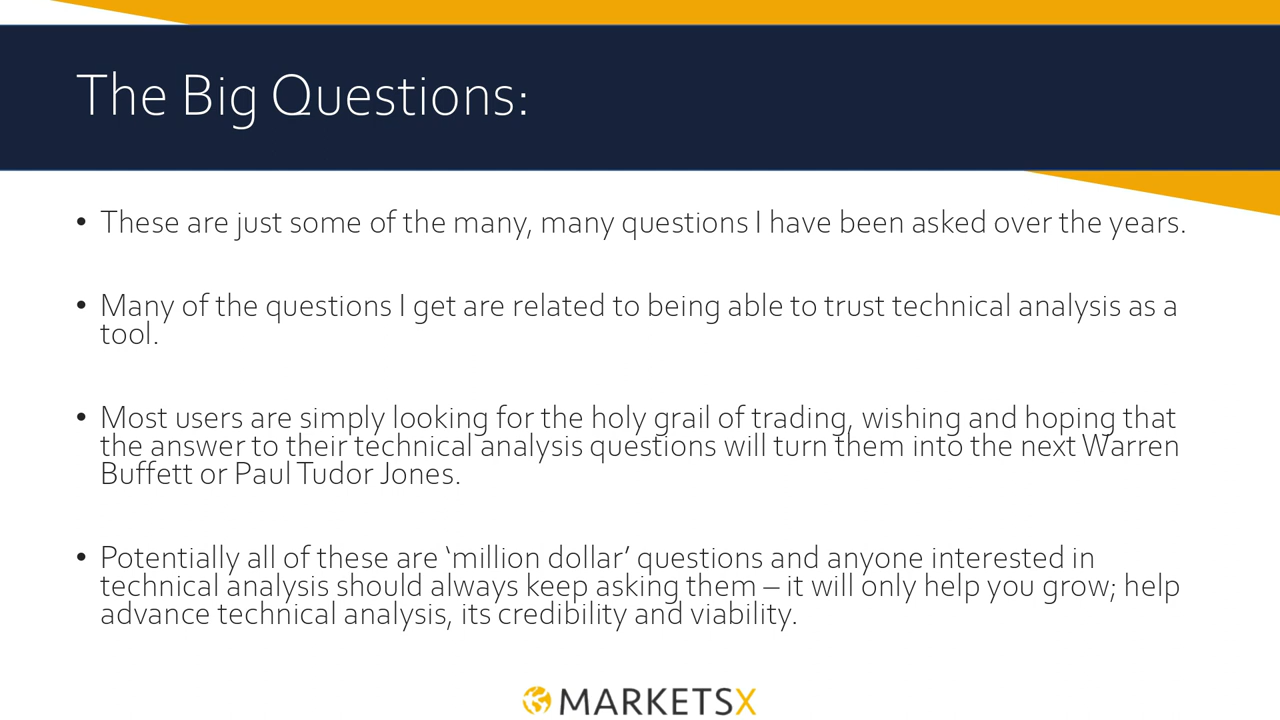 The Big Questions:
• These are just some of the many, many questions I have been asked over the years.
• Many of the questions I get are related to being able to trust technical analysis as a
tool.
• Most users are simply looking for the holy grail of trading, wishing and hoping that
the answer to their technical analysis questions will turn them into the next Warren
Buffett or Paul Tudor Jones.
• Potentially all of these are ‘million dollar’ questions and anyone interested in
technical analysis should always keep asking them – it will only help you grow; help
advance technical analysis, its credibility and viability.
MARKETSX